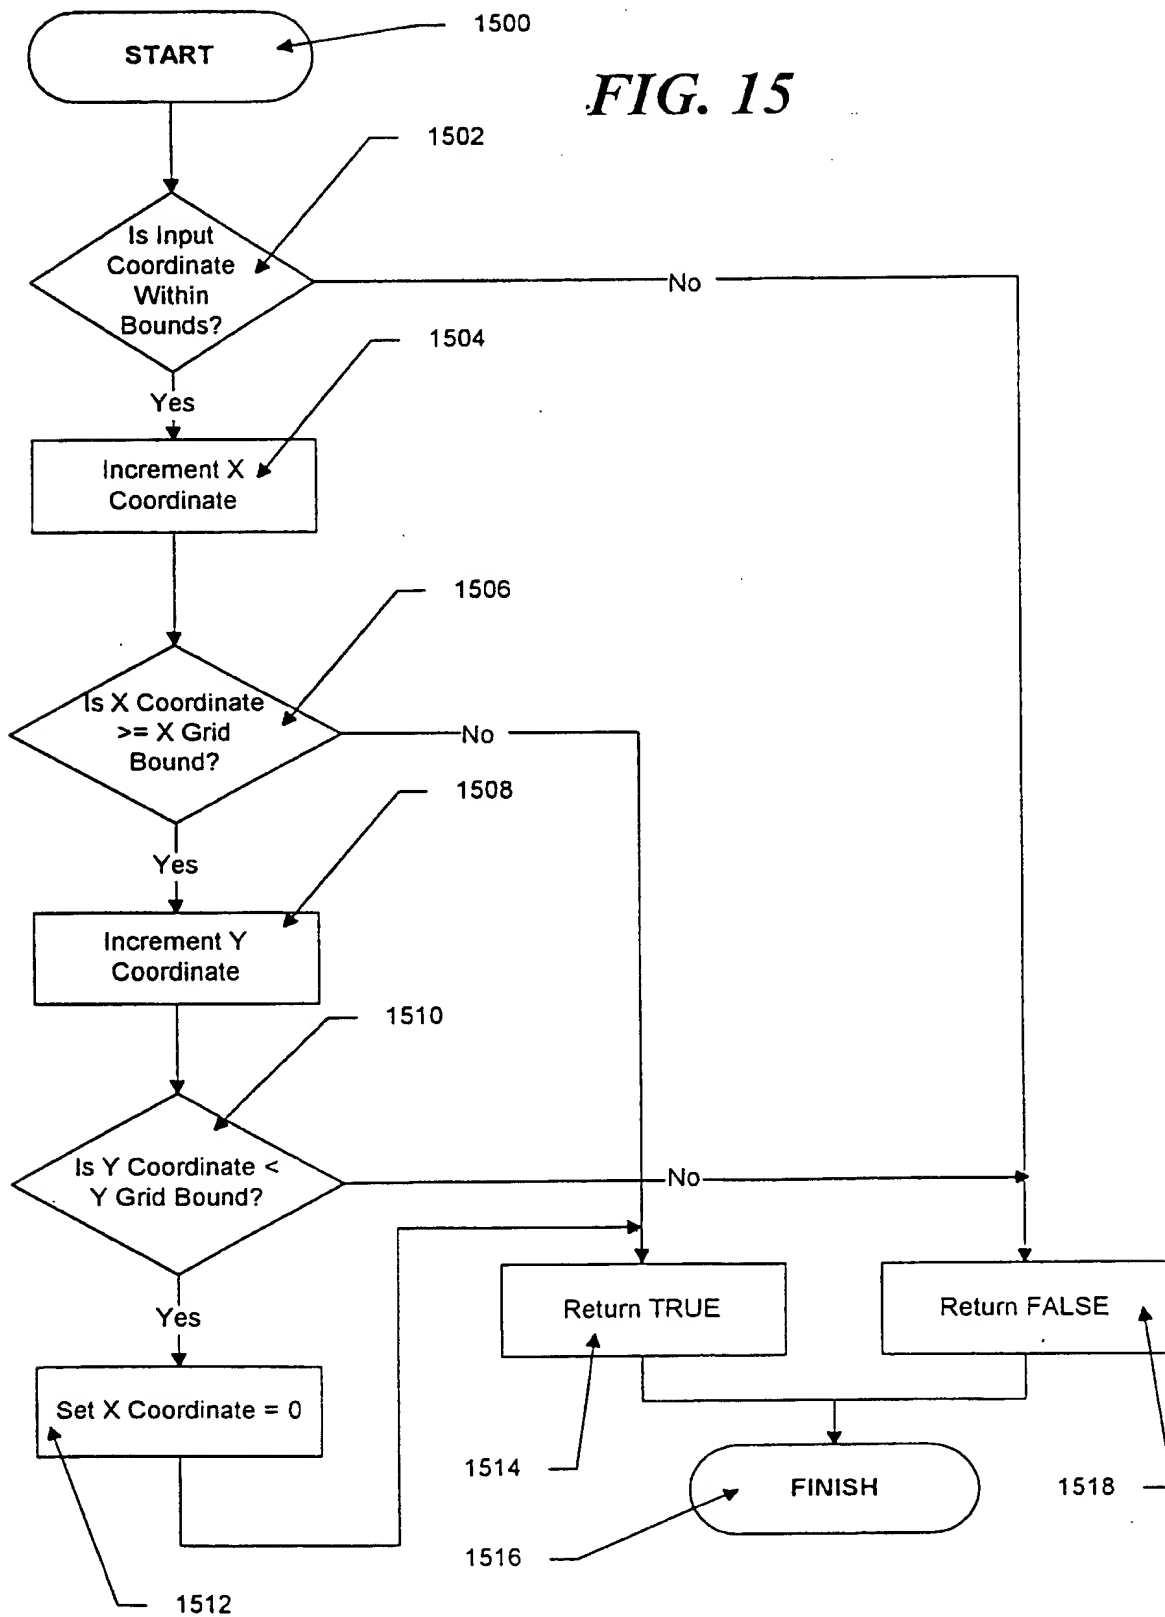 1500
START
FIG. 15
1502
Is Input
Coordinate
Within
Bounds?
No
1504
Yes
Increment X
Coordinate
1506
Is X Coordinate
>= X Grid
Bound?
No
1508
Yes
Increment Y
Coordinate
1510
Is Y Coordinate <
Y Grid Bound?
No
Yes
Return TRUE
Return FALSE
Set X Coordinate = 0
1514
FINISH
1518
1516
1512